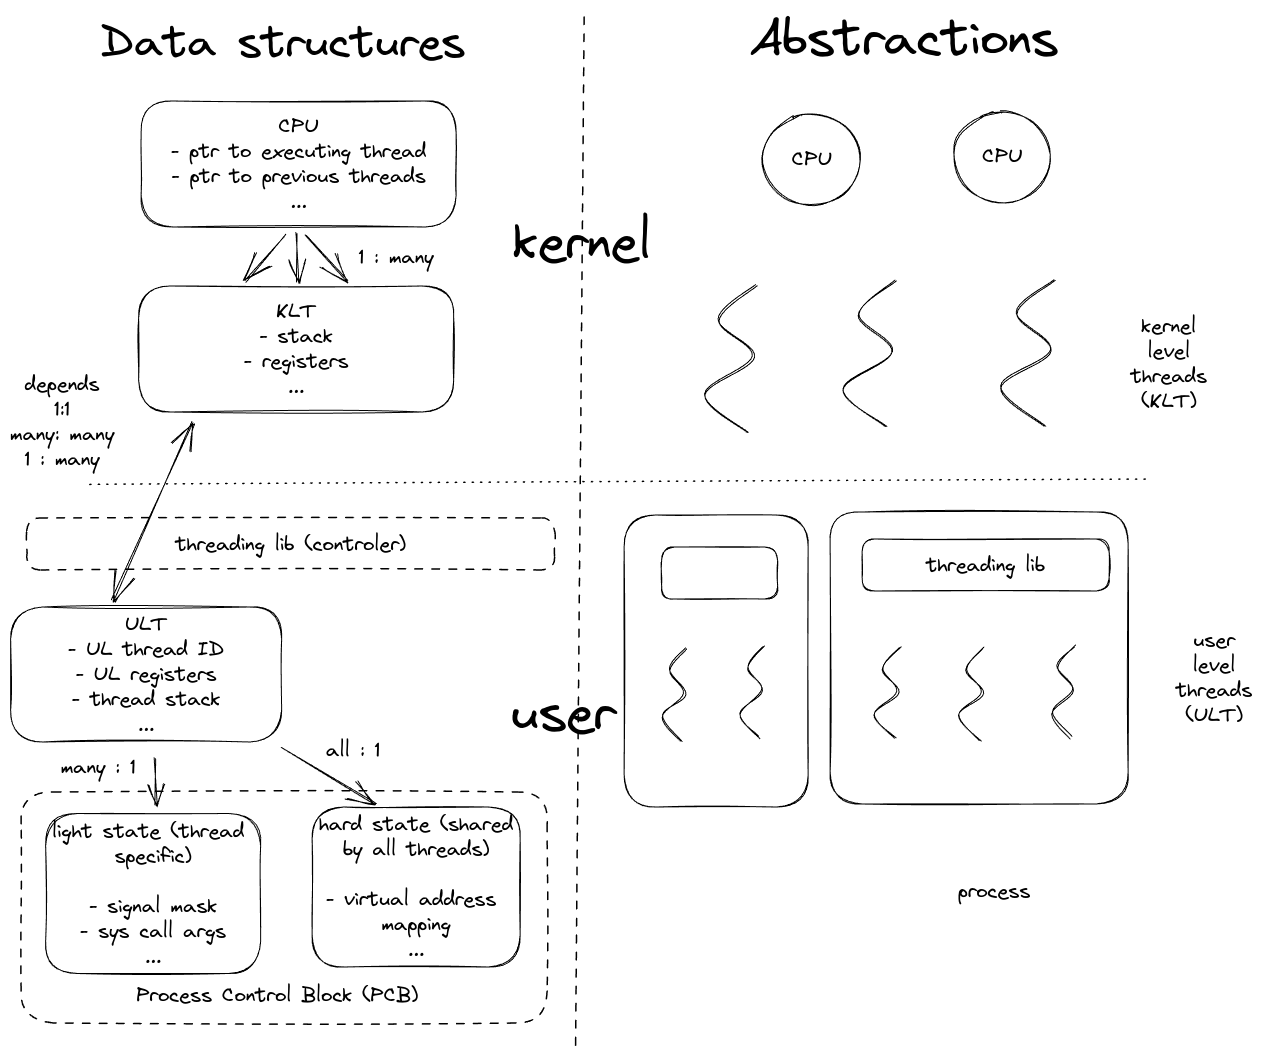 Data structures
Abstractions
CPU
- ptr to executing thread
- ptr to previous threads
...
CPU
CPU
kernel
1 : many
KLT
- stack
- registers
...
kernel
level
threads
(KLT)
depends
1:1
many: many
1 : many
threading lib (controler)
threading lib
ULT
- UL thread ID
- UL registers
- thread stack
...
user
user
level
threads
(ULT)
many : 1
all : 1
light state (thread
specific)
- signal mask
- sys call args
...
hard state (shared
by all threads)
- virtual address
mapping
...
Process Control Block (PCB)
process